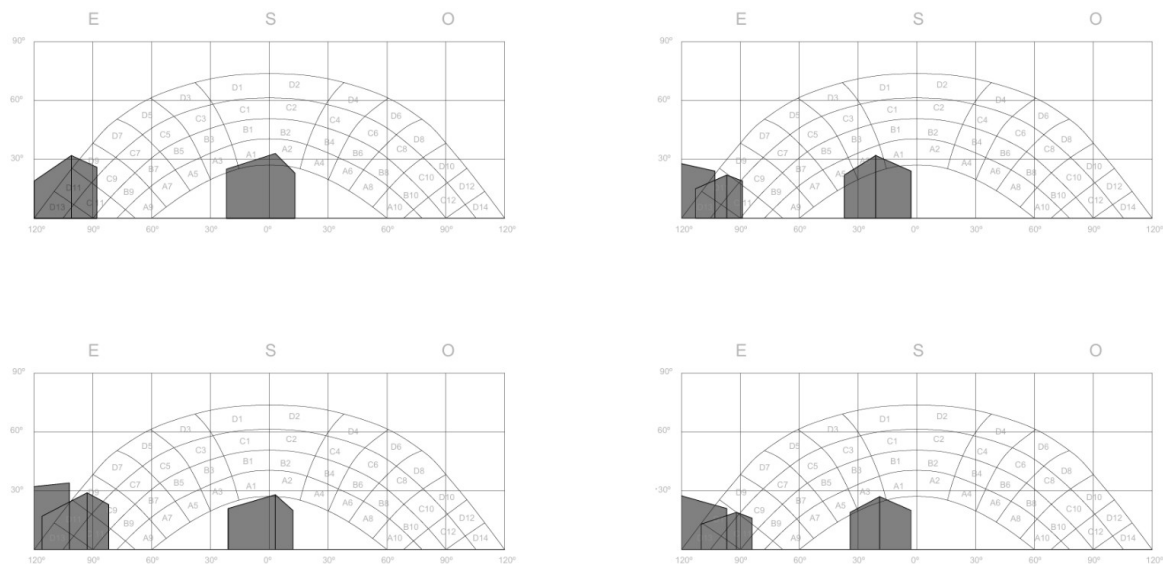 E S O
90º
60º
30º
D1 D2
D3 D4
C1 C2
D5 D6
C3 C4
B1 B2
D7 C5 C6 D8
B3 B4
A1 A2
C7 B5 B6 C8
D9 D10
A3 A4
C9 B7 A5 A6 B8 C10
D11 D12
B9 A7 A8 B10
C11 C12
D13 A9 A10 D14
120º 90º 60º 30º 0º 30º 60º 90º 120º
E S O
90º
60º
30º
D1 D2
D3 D4
C1 C2
D5 D6
C3 C4
B1 B2
D7 C5 C6 D8
B3 B4
A1 A2
C7 B5 B6 C8
D9 D10
A3 A4
C9 B7 A5 A6 B8 C10
D12
B9 A7 A8 B10
C12
A9 A10 D14
120º 90º 60º 30º 0º 30º 60º 90º 120º
E S O
90º
60º
30º
D1 D2
D3 D4
C1 C2
D5 D6
C3 C4
B1 B2
D7 C5 C6 D8
B3 B4
A1 A2
C7 B5 B6 C8
D9 D10
A3 A4
C9 B7 A5 A6 B8 C10
D12
B9 A7 A8 B10
C12
A9 A10 D14
120º 90º 60º 30º 0º 30º 60º 90º 120º
E S O
90º
60º
30º
D1 D2
D3 D4
C1 C2
D5 D6
C3 C4
B1 B2
D7 C5 C6 D8
B3 B4
A1 A2
C7 B5 B6 C8
D9 D10
A3 A4
C9 B7 A5 A6 B8 C10
D12
B9 A7 A8 B10
C12
A9 A10 D14
120º 90º 60º 30º 0º 30º 60º 90º 120º